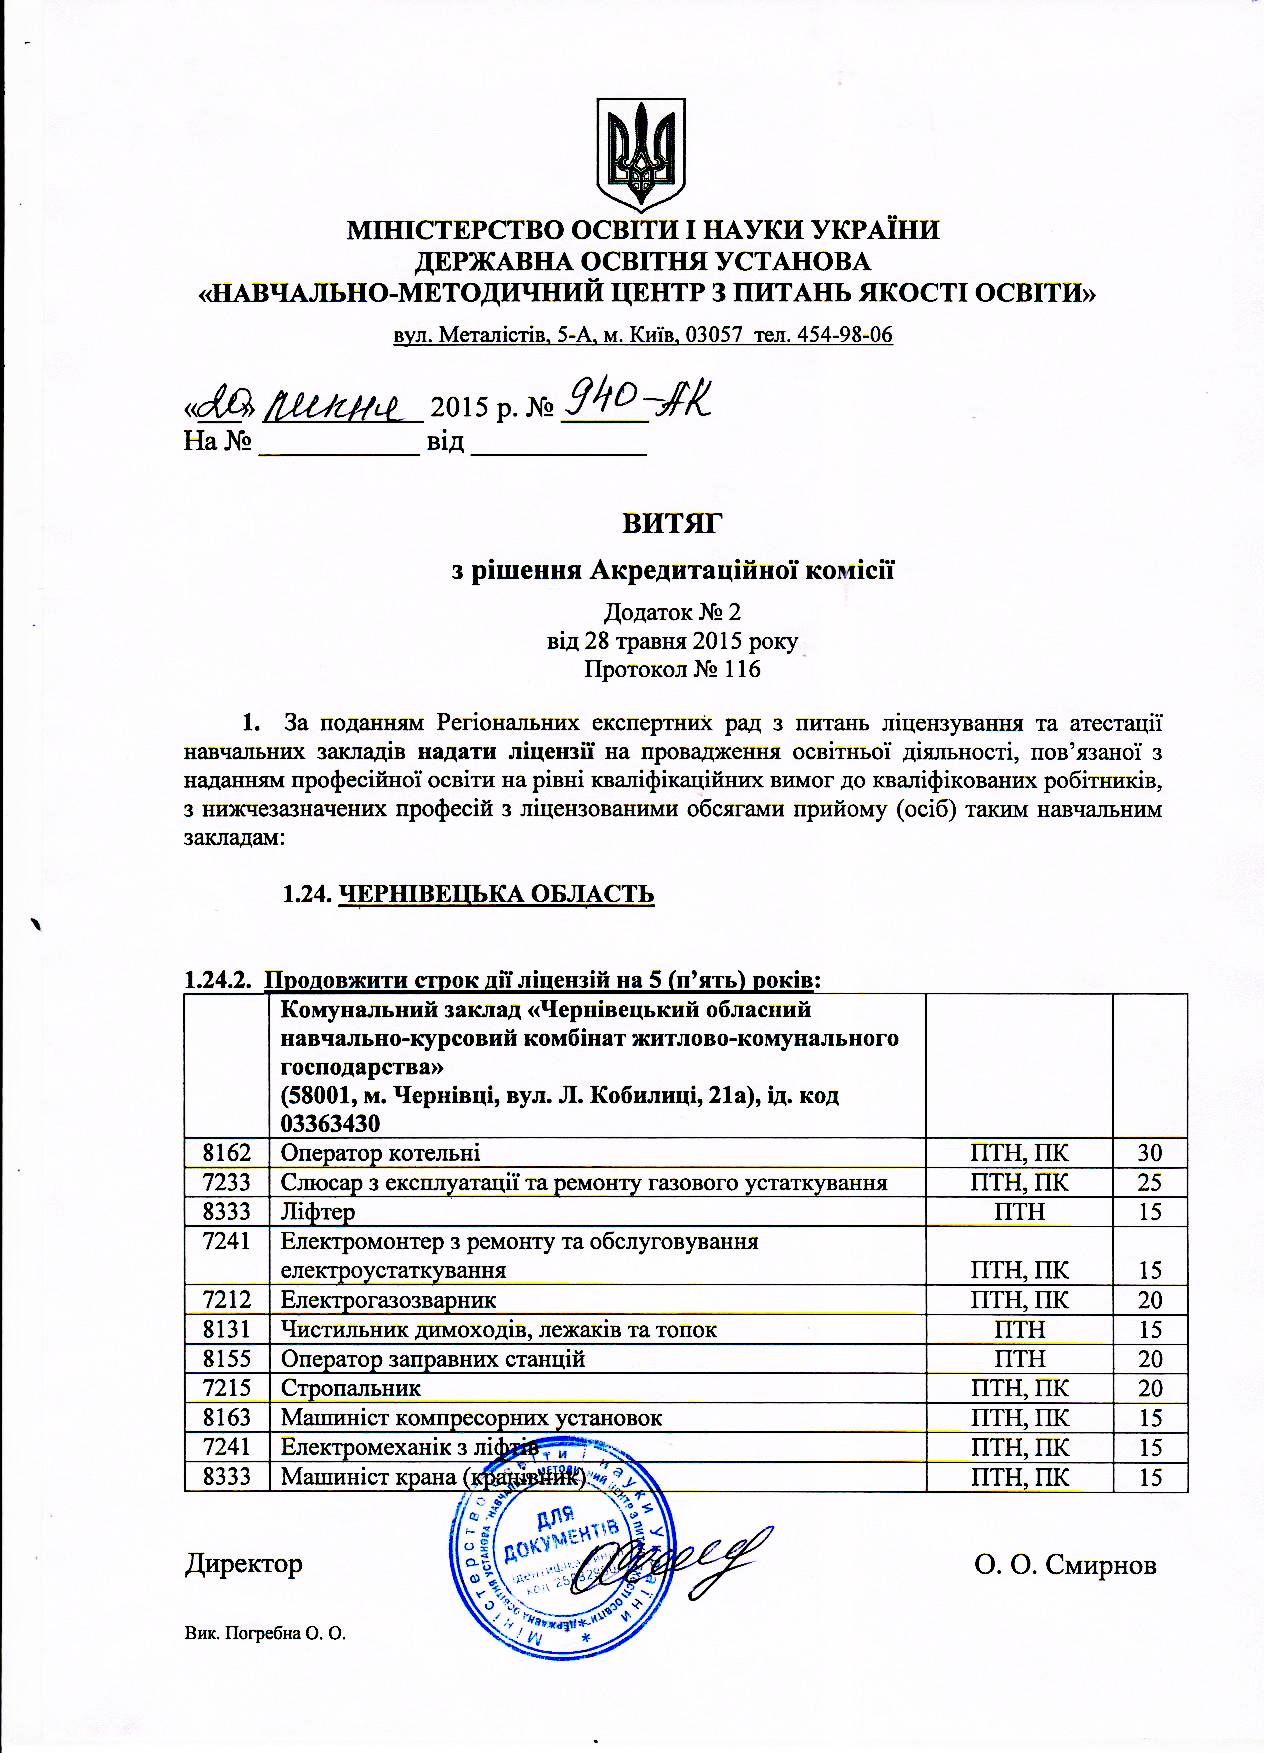 МІНІСТЕРСТВО ОСВІТИ І НАУКИ УКРАЇНИ
ДЕРЖАВНА ОСВІТНЯ УСТАНОВА
«НАВЧАЛЬНО-МЕТОДИЧНИЙ ЦЕНТР З ПИТАНЬ ЯКОСТІ ОСВІТИ»
вул. Металістів, 5-А, м. Київ, 03057 тел. 454-98-06
«20» липня 2015 р. № 940-АК
На № ____________ від _____________
ВИТЯГ
з рішення Акредитаційної комісії
Додаток № 2
від 28 травня 2015 року
Протокол № 116
1. За поданням Регіональних експертних рад з питань ліцензування та атестації
навчальних закладів надати ліцензії на провадження освітньої діяльності, пов’язаної з
наданням професійної освіти на рівні кваліфікаційних вимог до кваліфікованих робітників,
з нижчезазначених професій з ліцензованими обсягами прийому (осіб) таким навчальним
закладам:
1.24. ЧЕРНІВЕЦЬКА ОБЛАСТЬ
1.24.2. Продовжити строк дії ліцензій на 5 (п’ять) років:
Комунальний заклад «Чернівецький обласний
навчально-курсовий комбінат житлово-комунального
господарства»
(58001, м. Чернівці, вул. Л. Кобилиці, 21а), ід. код
03363430
8162 Оператор котельні ПТН, ПК 30
7233 Слюсар з експлуатації та ремонту газового устаткування ПТН, ПК 25
8333 Ліфтер ПТН 15
7241 Електромонтер з ремонту та обслуговування
електроустаткування ПТН, ПК 15
7212 Електрогазозварник ПТН, ПК 20
8131 Чистильник димоходів, лежаків та топок ПТН 15
8155 Оператор заправних станцій ПТН 20
7215 Стропальник ПТН, ПК 20
8163 Машиніст компресорних установок ПТН, ПК 15
7241 Електромеханік з ліфтів ПТН, ПК 15
8333 Машиніст крана (кранівник) ПТН, ПК 15
Міністерство освіти і науки України
ДЛЯ
ДОКУМЕНТІВ
Директор О. О. Смирнов
Вик. Погребна О. О.